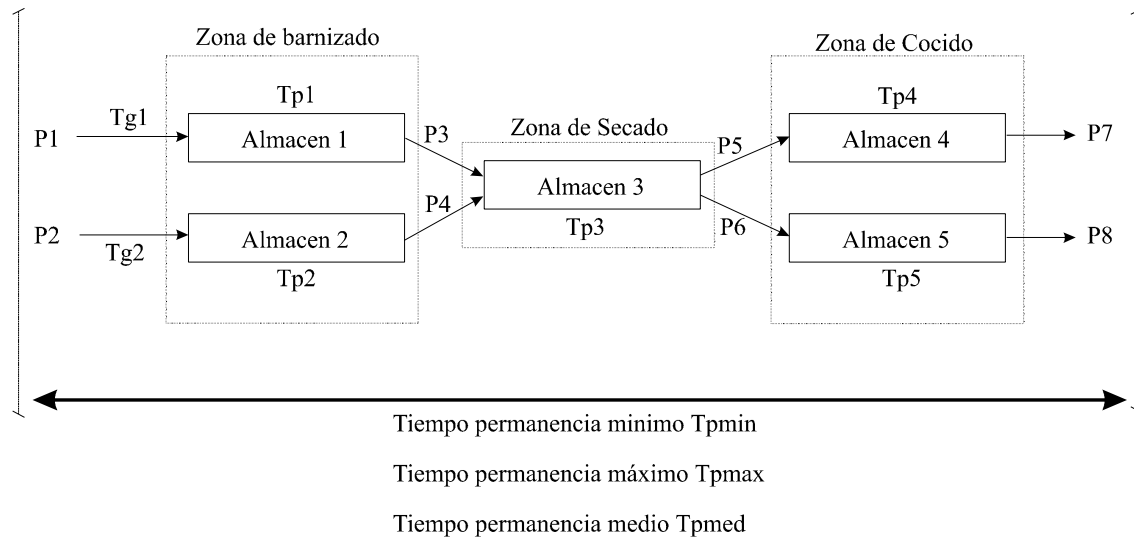 Zona de barnizado
Zona de Cocido
Tp1
Tp4
Tg1
P1
Almacen 1
P3
Zona de Secado
P5
Almacen 4
P7
Almacen 3
P4
P6
P2
Almacen 2
Tp3
Almacen 5
P8
Tg2
Tp2
Tp5
Tiempo permanencia minimo Tpmin
Tiempo permanencia máximo Tpmax
Tiempo permanencia medio Tpmed